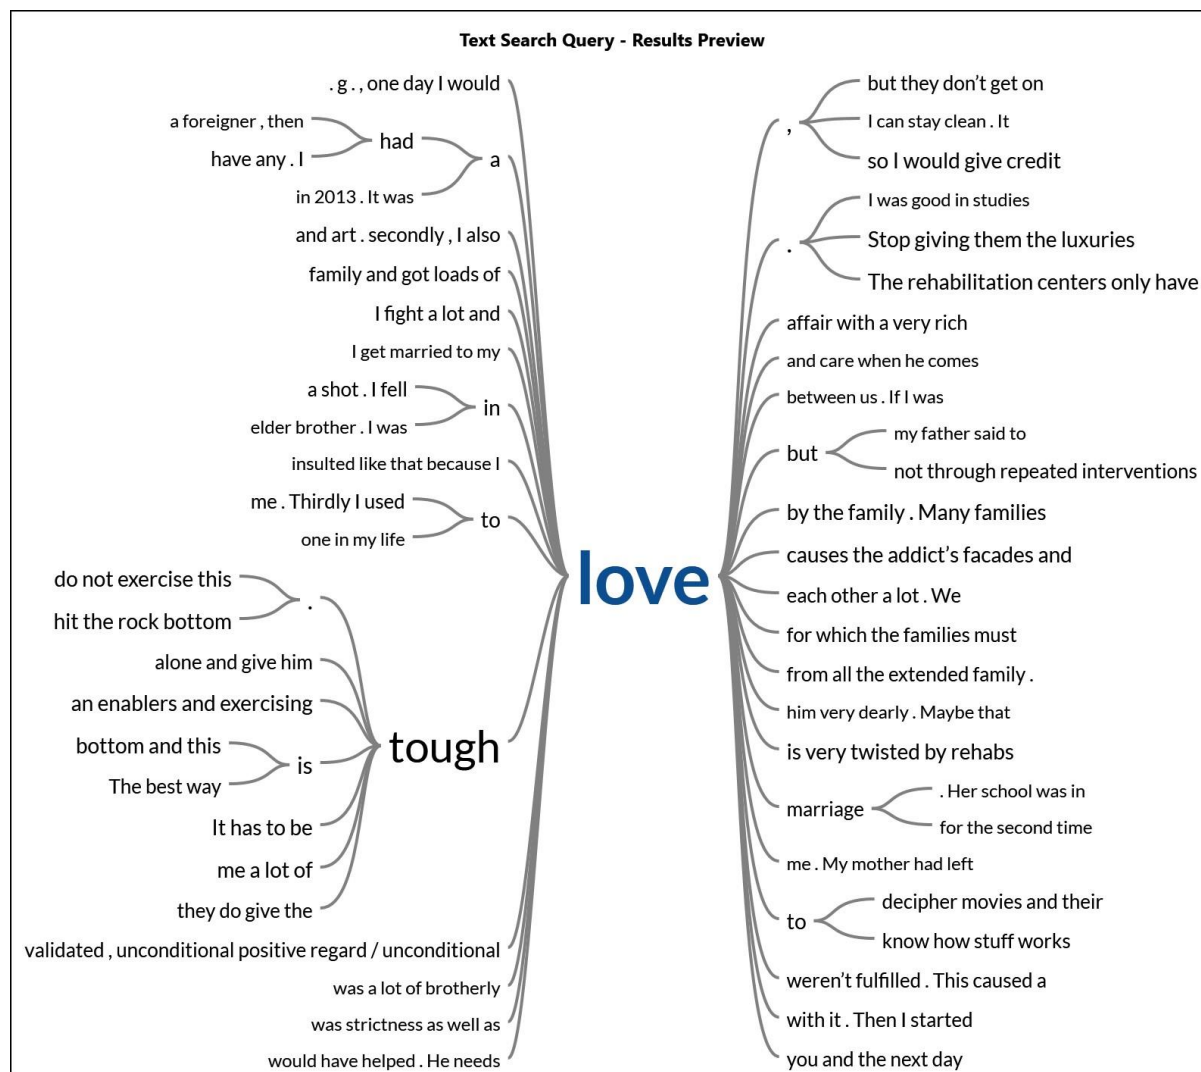 Text Search Query - Results Preview
. g . , one day I would
a foreigner , then
had
have any . I
a
in 2013 . It was
and art . secondly , I also
family and got loads of
I fight a lot and
I get married to my
a shot . I fell
in
elder brother . I was
insulted like that because I
me . Thirdly I used
to
one in my life
do not exercise this
.
hit the rock bottom
alone and give him
an enablers and exercising
tough
bottom and this
is
The best way
It has to be
me a lot of
they do give the
validated , unconditional positive regard / unconditional
was a lot of brotherly
was strictness as well as
would have helped . He needs
love
but they don’t get on
,
I can stay clean . It
so I would give credit
I was good in studies
.
Stop giving them the luxuries
The rehabilitation centers only have
affair with a very rich
and care when he comes
between us . If I was
but
my father said to
not through repeated interventions
by the family . Many families
causes the addict’s facades and
each other a lot . We
for which the families must
from all the extended family .
him very dearly . Maybe that
is very twisted by rehabs
marriage
. Her school was in
for the second time
me . My mother had left
to
decipher movies and their
know how stuff works
weren’t fulfilled . This caused a
with it . Then I started
you and the next day